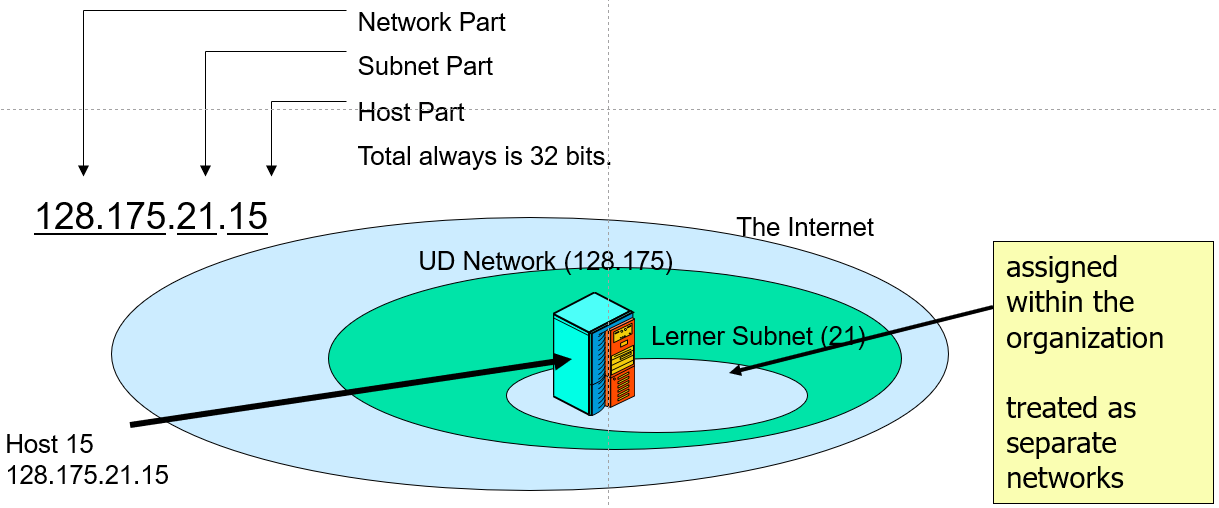 Network Part
Subnet Part
Host Part
Total always is 32 bits.
128.175.21.15
The Internet
UD Network (128.175)
Lerner Subnet (21)
Host 15
128.175.21.15
assigned
within the
organization
treated as
separate
networks